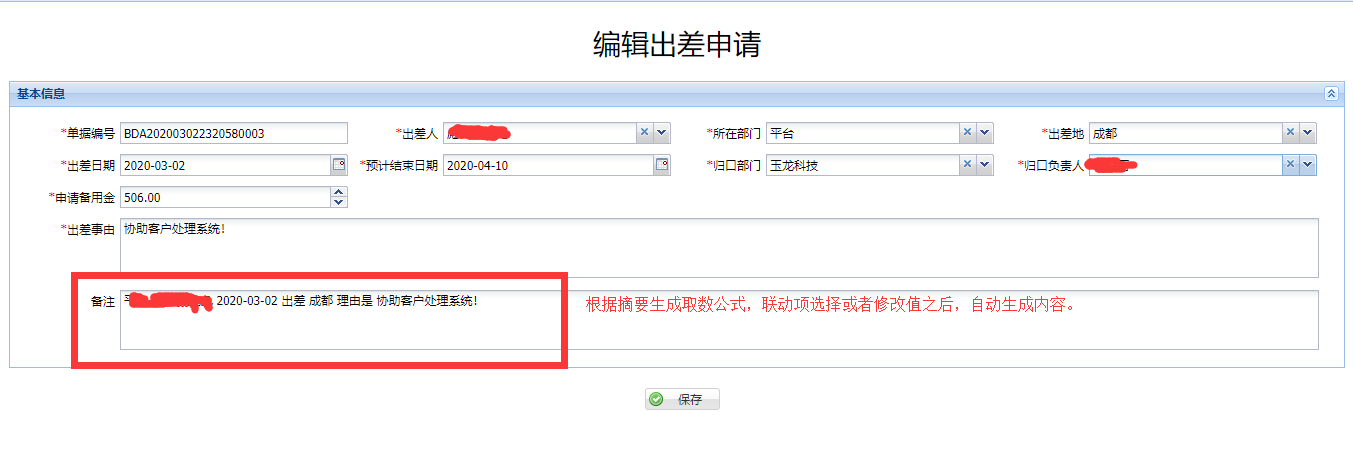 编辑出差申请
基本信息
*单据编号 BDA202003022320580003 *出差人 *所在部门 平台 *出差地 成都
*出差日期 2020-03-02 *预计结束日期 2020-04-10 *归口部门 玉龙科技 *归口负责人
*申请备用金 506.00
*出差事由 协助客户处理系统!
备注 2020-03-02 出差 成都 理由是 协助客户处理系统! 根据摘要生成取数公式，联动项选择或者修改值之后，自动生成内容。
保存